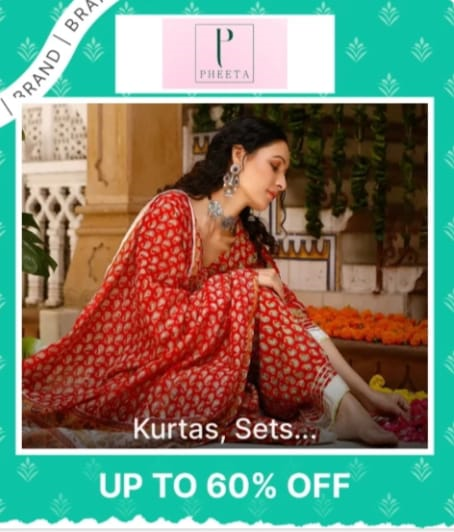 | BRAND | BRAN
P
PHEETA
Kurtas, Sets...
UP TO 60% OFF